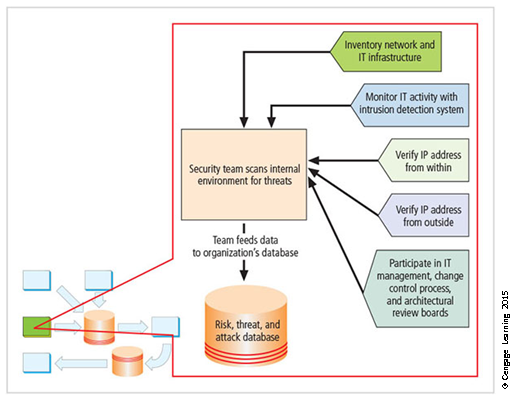 Inventory network and
IT infrastructure
Monitor IT activity with
intrusion detection system
Security team scans internal
environment for threats
Verify IP address
from within
Verify IP address
from outside
Team feeds data
to organization's database
Participate in IT
management, change
control process,
and architectural
review boards
Risk, threat, and
attack database
© Cengage Learning 2015